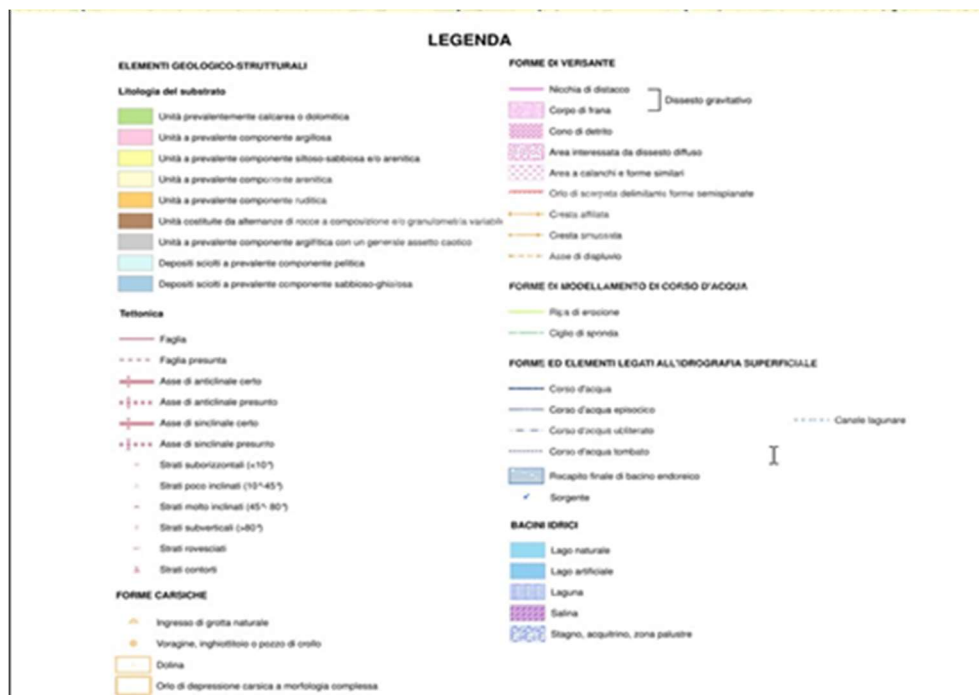 LEGENDA
ELEMENTI GEOLOGICO-STRUTTURALI
Litologia del substrato
Unità prevalentemente calcarea o dolomitica
Unità a prevalente componente argillosa
Unità a prevalente componente siltoso-sabbiosa e/o arenitica
Unità a prevalente componente arenitica
Unità a prevalente componente ruditica
Unità costituite da alternanze di rocce a composizione e/o granulometria variabile
Unità a prevalente componente argillitica con un generale assetto caotico
Depositi sciolti a prevalente componente pelitica
Depositi sciolti a prevalente componente sabbioso-ghiaiosa
Tettonica
Faglia
Faglia presunta
Asse di anticlinale certo
Asse di anticlinale presunto
Asse di sinclinale certo
Asse di sinclinale presunto
Strati suborizzontali (<10°)
Strati poco inclinati (10°-45°)
Strati molto inclinati (45°-80°)
Strati subverticali (>80°)
Strati rovesciati
Strati contorti
FORME CARSICHE
Ingresso di grotta naturale
Voragine, inghiottitoio o pozzo di crollo
Dolina
Orlo di depressione carsica a morfologia complessa
FORME DI VERSANTE
Nicchia di distacco
Corpo di frana
Dissesto gravitativo
Cono di detrito
Area interessata da dissesto diffuso
Area a calanchi e forme similari
Orlo di scarpata delimitante forme semispianate
Cresta affilata
Cresta smussata
Asse di displuvio
FORME DI MODELLAMENTO DI CORSO D'ACQUA
Ripa di erosione
Ciglio di sponda
FORME ED ELEMENTI LEGATI ALL'IDROGRAFIA SUPERFICIALE
Corso d'acqua
Corso d'acqua episodico
Corso d'acqua obliterato
Corso d'acqua tombato
Recapito finale di bacino endoreico
Sorgente
Canale lagunare
BACINI IDRICI
Lago naturale
Lago artificiale
Laguna
Salina
Stagno, acquitrino, zona palustre